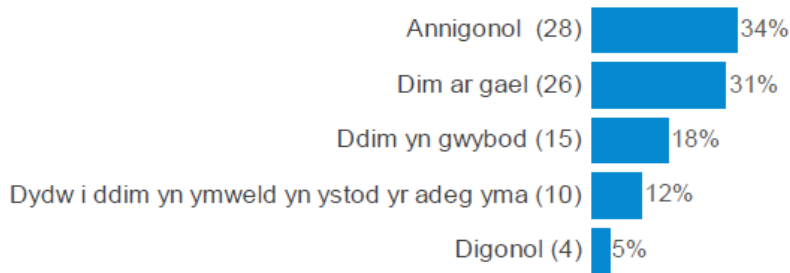 Annigonol (28) 34%
Dim ar gael (26) 31%
Ddim yn gwybod (15) 18%
Dydw i ddim yn ymweld yn ystod yr adeg yma (10) 12%
Digonol (4) 5%